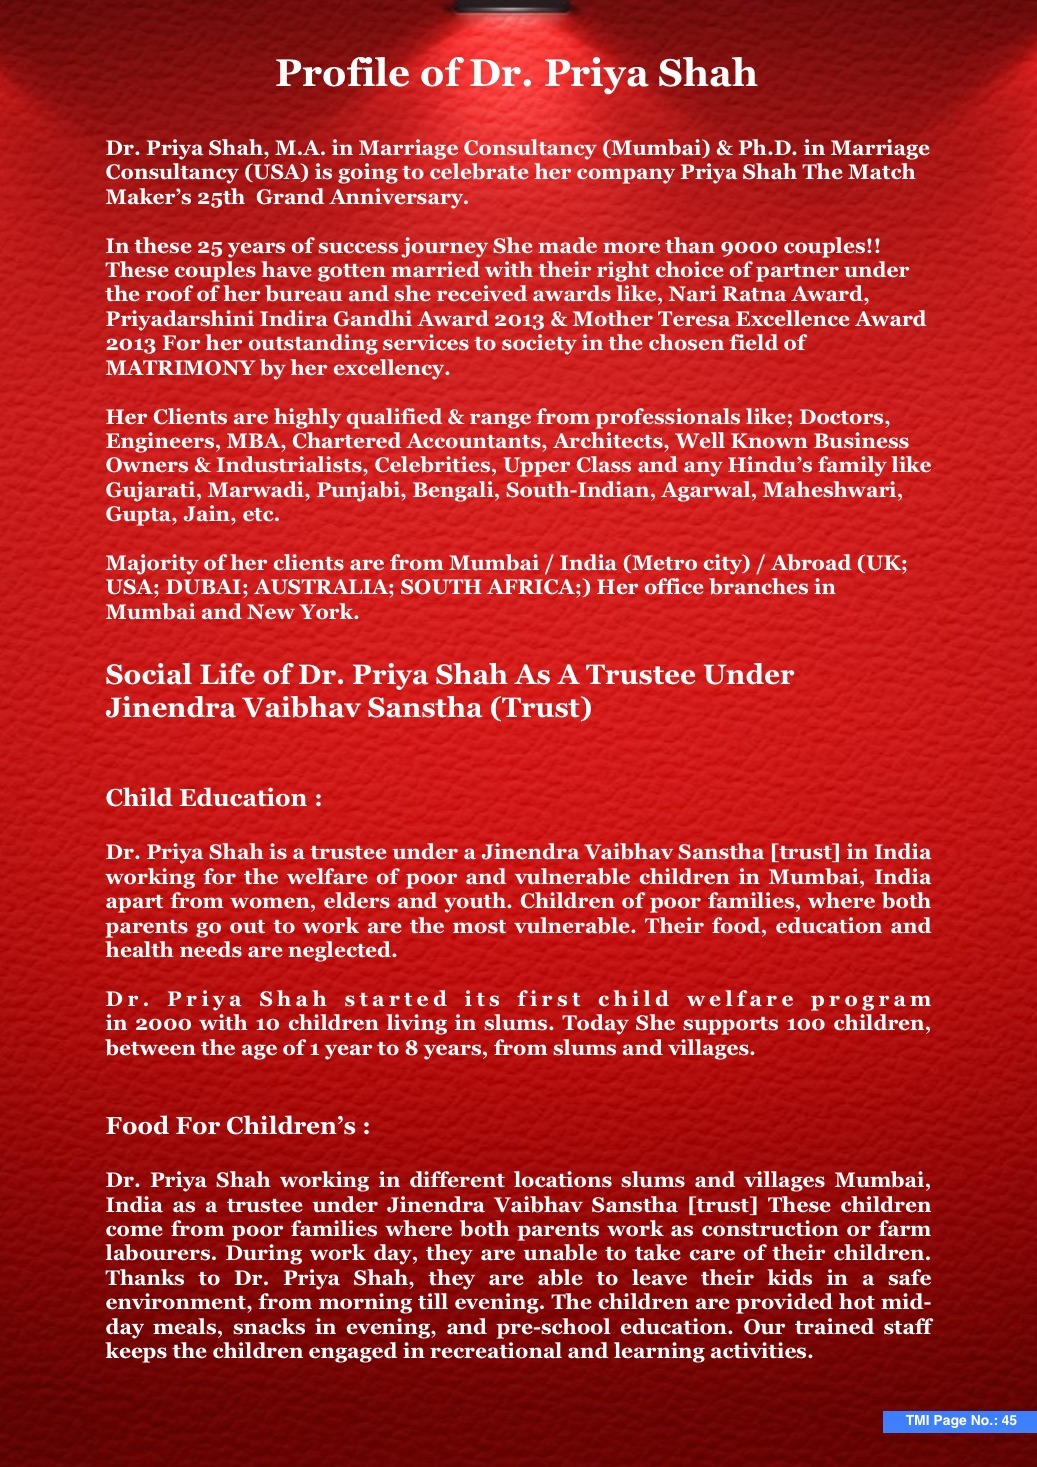 Profile of Dr. Priya Shah
Dr. Priya Shah, M.A. in Marriage Consultancy (Mumbai) & Ph.D. in Marriage
Consultancy (USA) is going to celebrate her company Priya Shah The Match
Maker’s 25th  Grand Anniversary.
In these 25 years of success journey She made more than 9000 couples!!
These couples have gotten married with their right choice of partner under
the roof of her bureau and she received awards like, Nari Ratna Award,
Priyadarshini Indira Gandhi Award 2013 & Mother Teresa Excellence Award
2013 For her outstanding services to society in the chosen field of
MATRIMONY by her excellency.
Her Clients are highly qualified & range from professionals like; Doctors,
Engineers, MBA, Chartered Accountants, Architects, Well Known Business
Owners & Industrialists, Celebrities, Upper Class and any Hindu’s family like
Gujarati, Marwadi, Punjabi, Bengali, South-Indian, Agarwal, Maheshwari,
Gupta, Jain, etc.
Majority of her clients are from Mumbai / India (Metro city) / Abroad (UK;
USA; DUBAI; AUSTRALIA; SOUTH AFRICA;) Her office branches in
Mumbai and New York.
Social Life of Dr. Priya Shah As A Trustee Under
Jinendra Vaibhav Sanstha (Trust)
Child Education :
Dr. Priya Shah is a trustee under a Jinendra Vaibhav Sanstha [trust] in India
working for the welfare of poor and vulnerable children in Mumbai, India
apart from women, elders and youth. Children of poor families, where both
parents go out to work are the most vulnerable. Their food, education and
health needs are neglected.
Dr. Priya Shah started its first child welfare program
in 2000 with 10 children living in slums. Today She supports 100 children,
between the age of 1 year to 8 years, from slums and villages.
Food For Children’s :
Dr. Priya Shah working in different locations slums and villages Mumbai,
India as a trustee under Jinendra Vaibhav Sanstha [trust] These children
come from poor families where both parents work as construction or farm
labourers. During work day, they are unable to take care of their children.
Thanks to Dr. Priya Shah, they are able to leave their kids in a safe
environment, from morning till evening. The children are provided hot mid-
day meals, snacks in evening, and pre-school education. Our trained staff
keeps the children engaged in recreational and learning activities.
TMI Page No.: 45